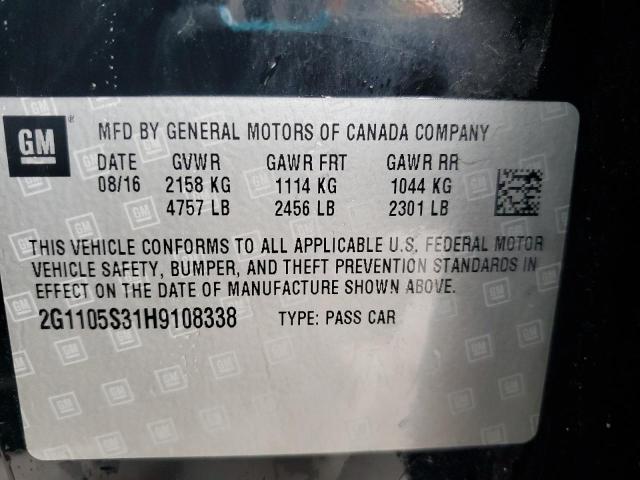 GM ® MFD BY GENERAL MOTORS OF CANADA COMPANY
DATE GVWR GAWR FRT GAWR RR
08/16 2158 KG 1114 KG 1044 KG
4757 LB 2456 LB 2301 LB
THIS VEHICLE CONFORMS TO ALL APPLICABLE U.S. FEDERAL MOTOR
VEHICLE SAFETY, BUMPER, AND THEFT PREVENTION STANDARDS IN
EFFECT ON THE DATE OF MANUFACTURE SHOWN ABOVE.
2G1105S31H9108338 TYPE: PASS CAR